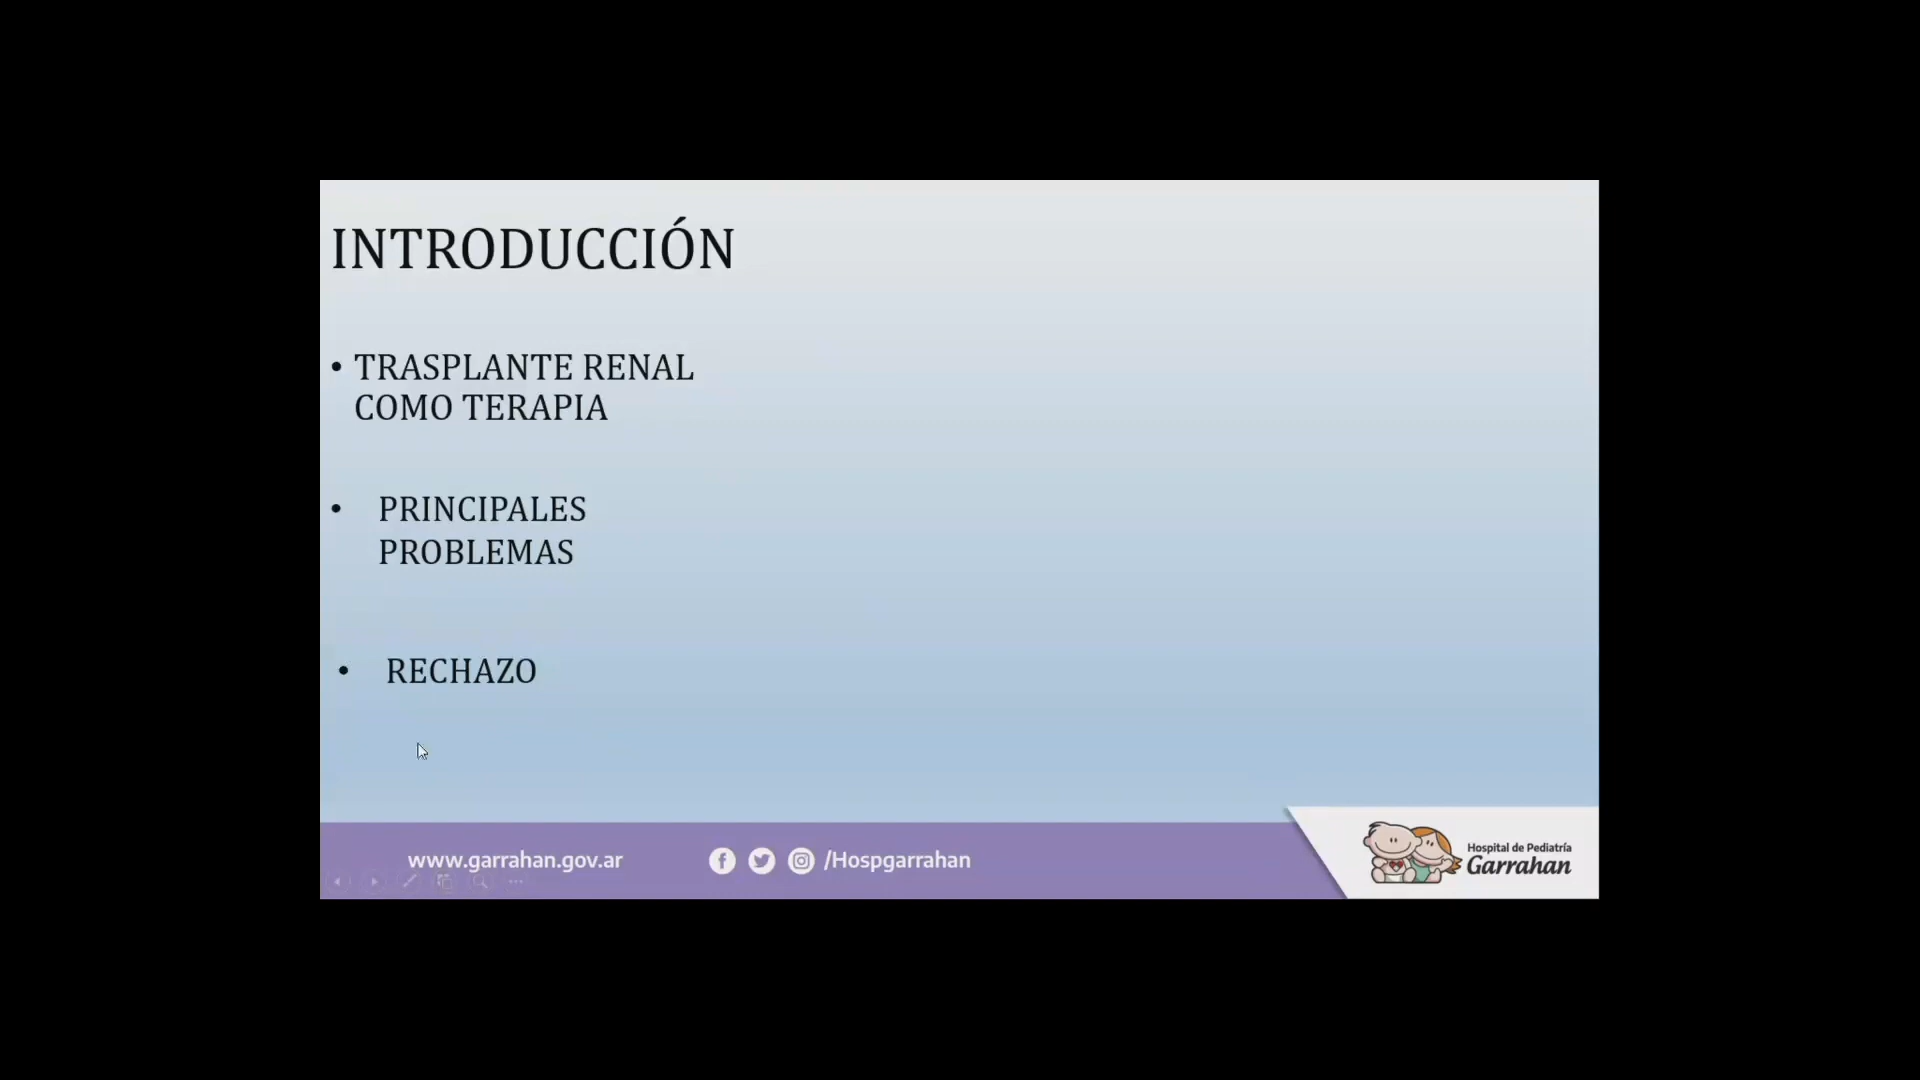 INTRODUCCIÓN
• TRASPLANTE RENAL
COMO TERAPIA
• PRINCIPALES
PROBLEMAS
• RECHAZO
www.garrahan.gov.ar
/Hospgarrahan
Hospital de Pediatría
Garrahan